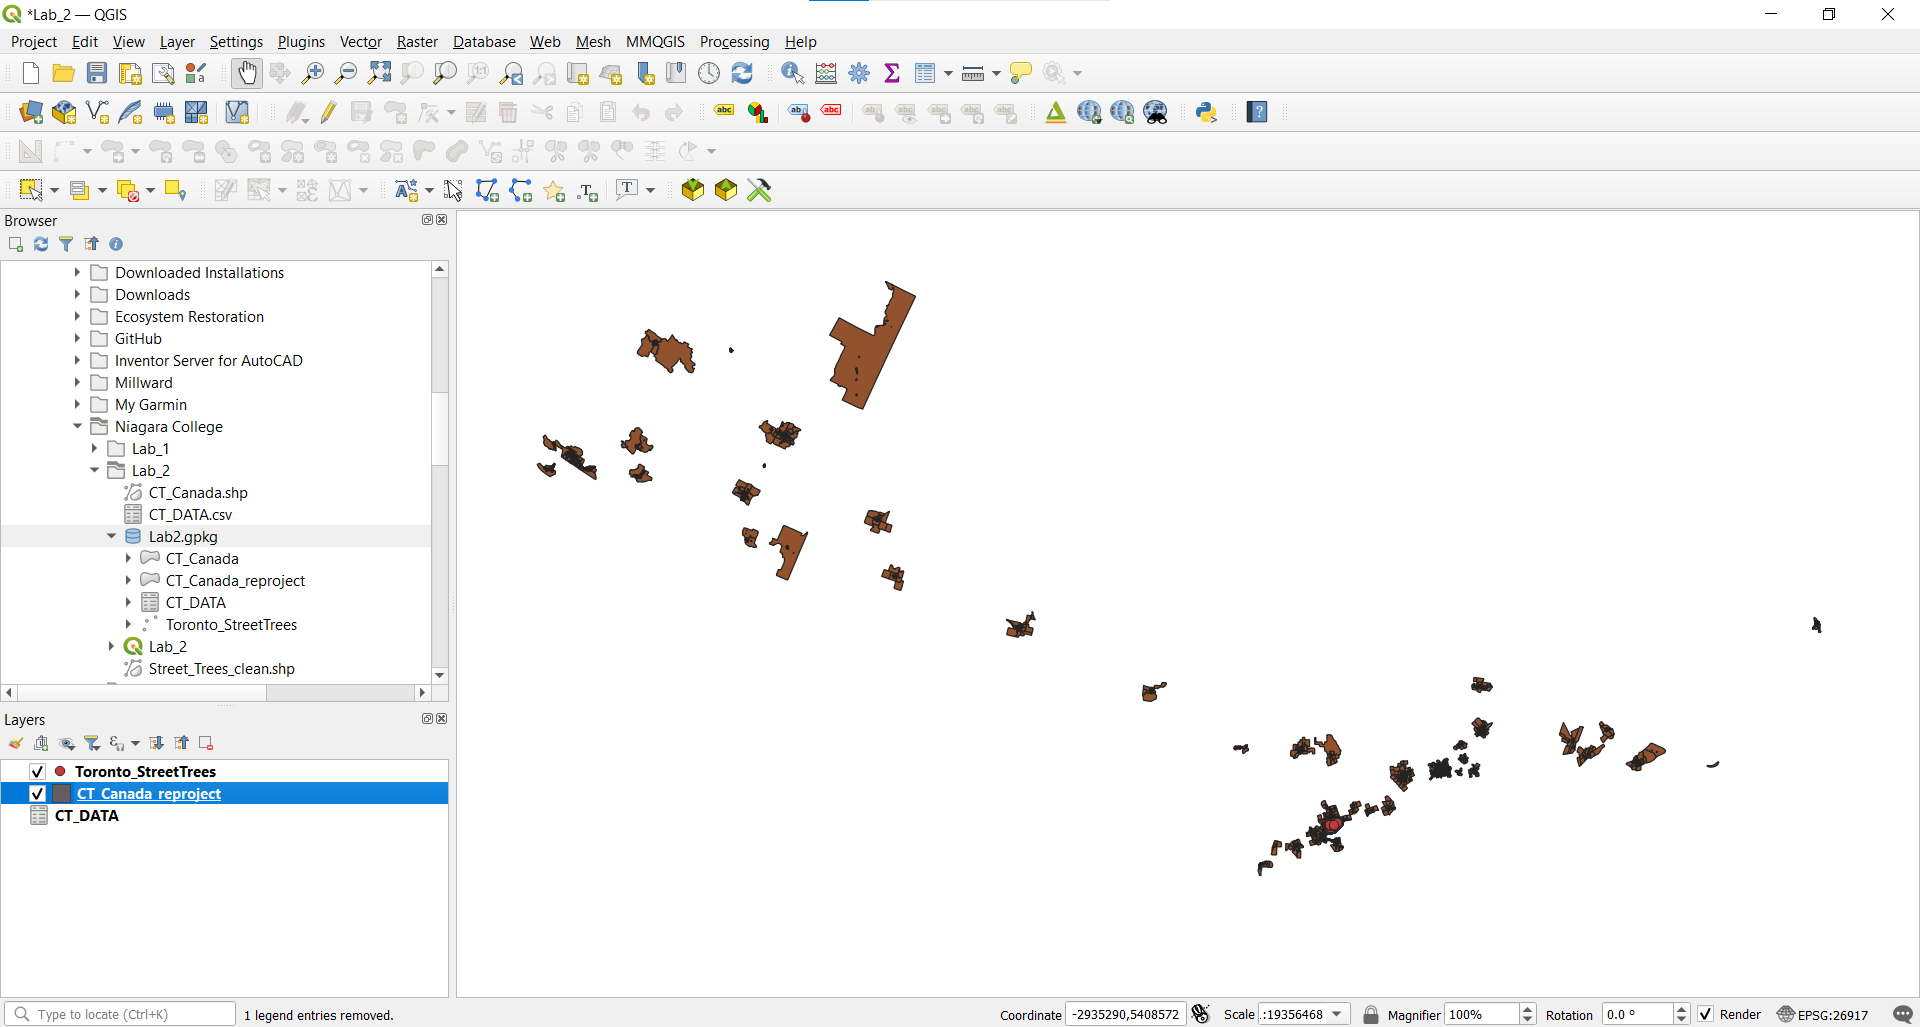 *Lab_2 — QGIS
Project Edit View Layer Settings Plugins Vector Raster Database Web Mesh MMQGIS Processing Help
Browser
Downloaded Installations
Downloads
Ecosystem Restoration
GitHub
Inventor Server for AutoCAD
Millward
My Garmin
Niagara College
Lab_1
Lab_2
CT_Canada.shp
CT_DATA.csv
Lab2.gpkg
CT_Canada
CT_Canada_reproject
CT_DATA
Toronto_StreetTrees
Lab_2
Street_Trees_clean.shp
Layers
Toronto_StreetTrees
CT_Canada_reproject
CT_DATA
Type to locate (Ctrl+K) 1 legend entries removed. Coordinate -2935290,5408572 Scale :19356468 Magnifier 100% Rotation 0.0 ° Render EPSG:26917